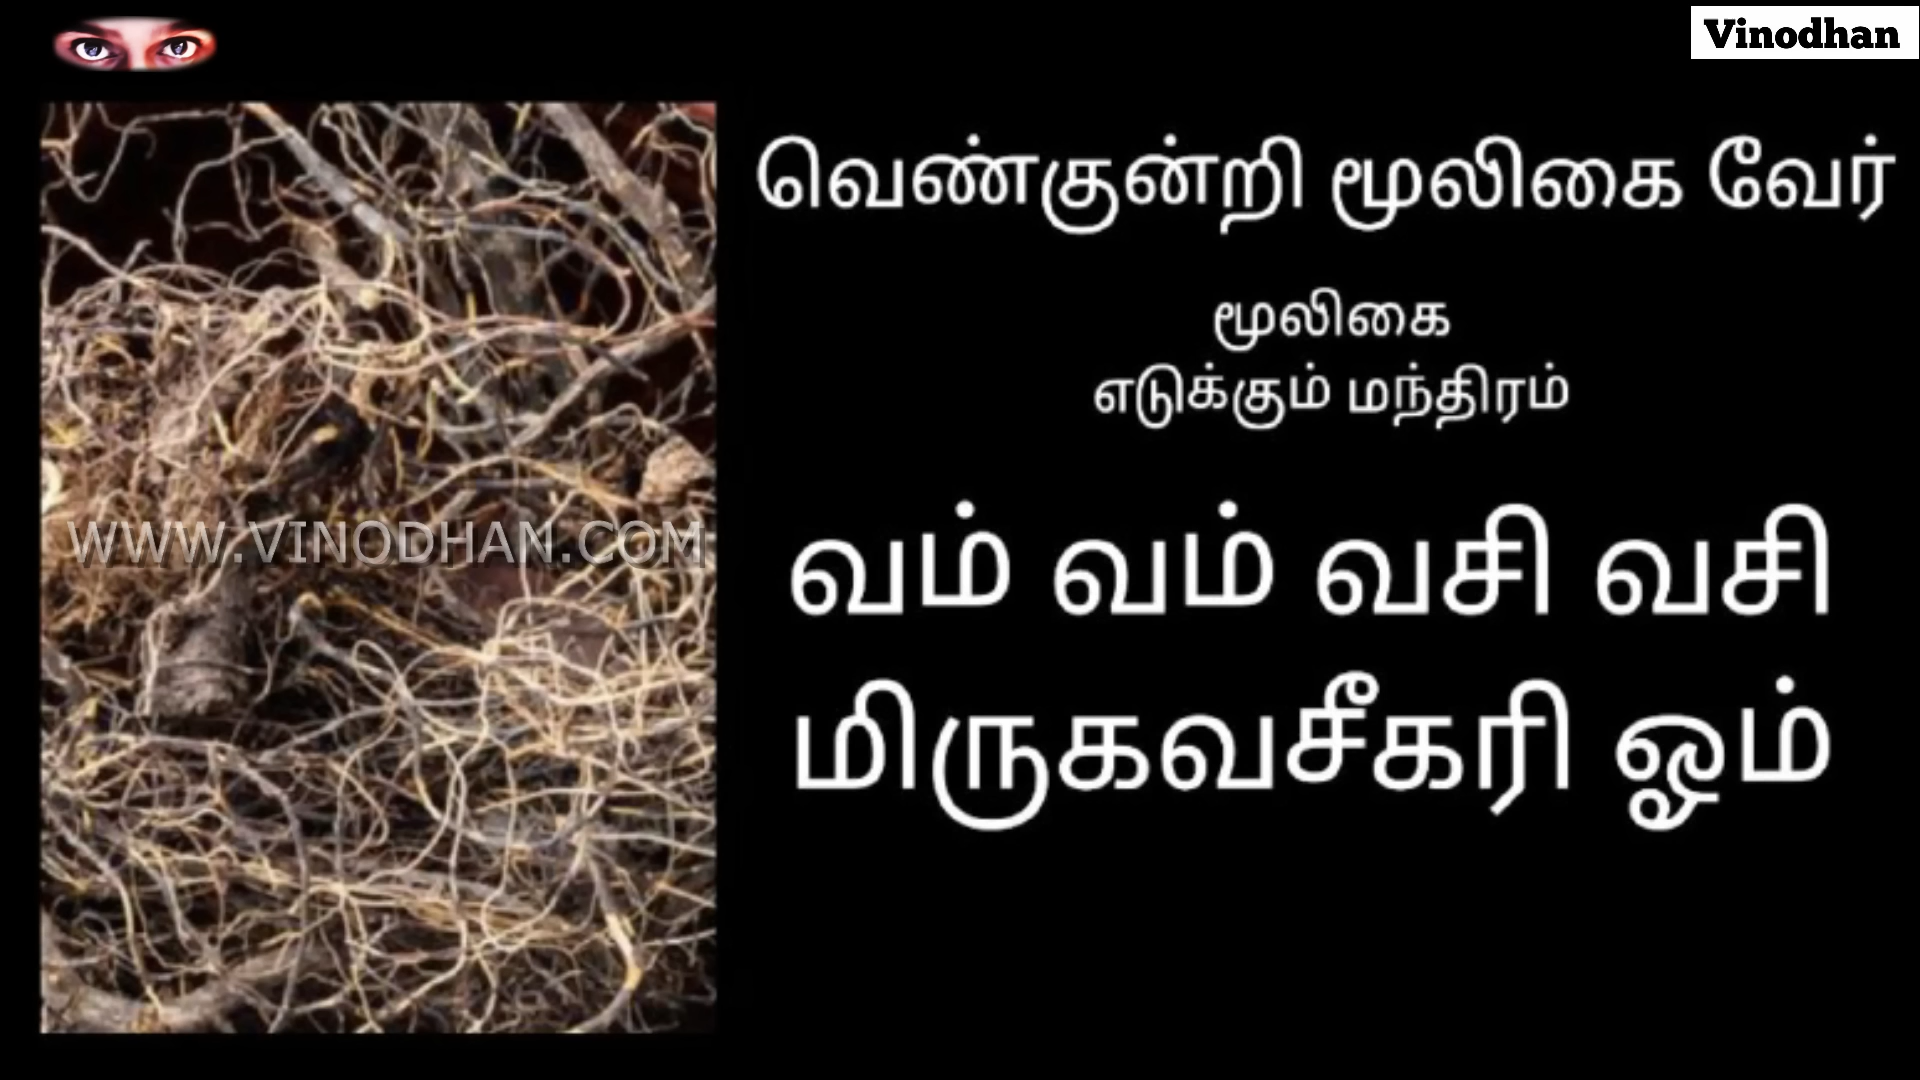 Vinodhan
வெண்குன்றி மூலிகை வேர்
மூலிகை
எடுக்கும் மந்திரம்
வம் வம் வசி வசி
மிருகவசீகரி ஓம்
WWW.VINODHAN.COM